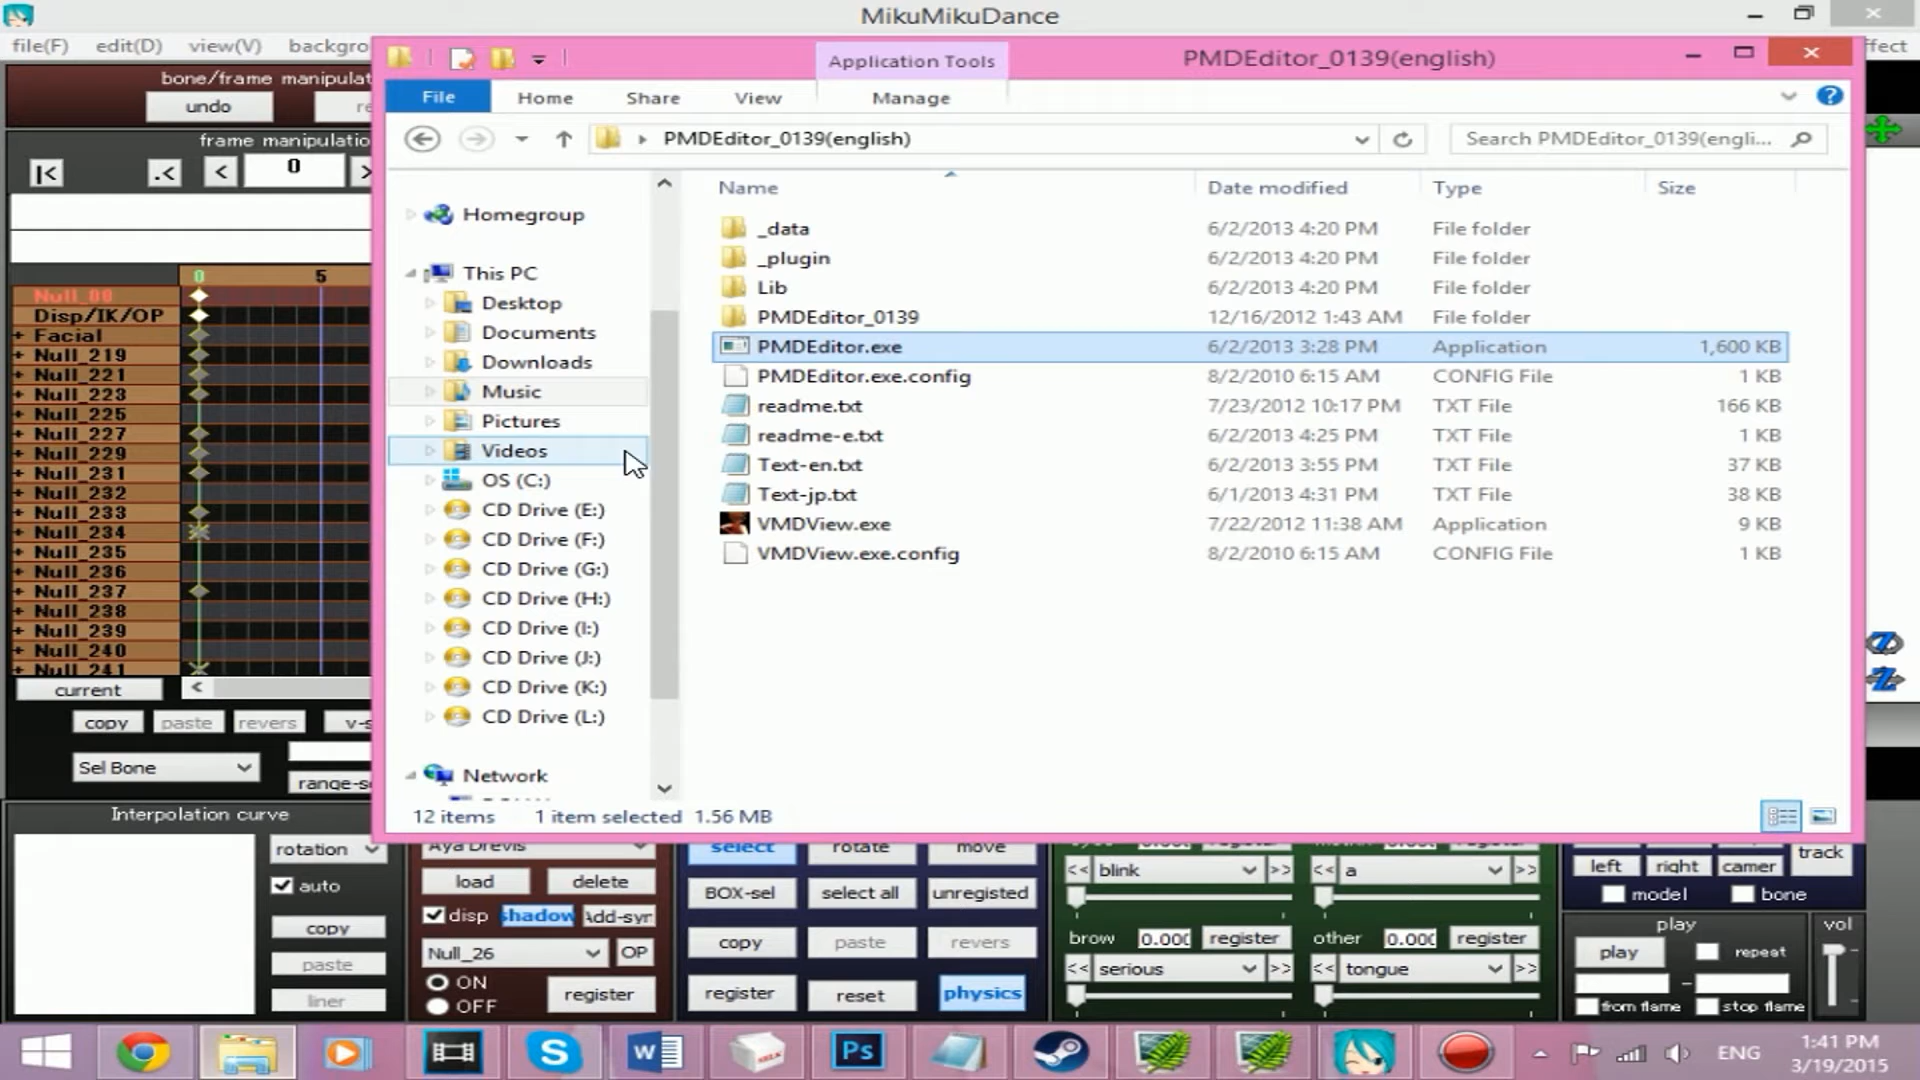 MikuMikuDance
file(F) edit(D) view(V) backgro
bone/frame manipulat
undo
frame manipulatio
0
0 5
Null_00
Disp/IK/OP
Facial
Null_219
Null_221
Null_223
Null_225
Null_227
Null_229
Null_231
Null_232
Null_233
Null_234
Null_235
Null_236
Null_237
Null_238
Null_239
Null_240
Null_241
current
copy paste revers v-s
Sel Bone
range-s
PMDEditor_0139(english)
Application Tools
File Home Share View Manage
PMDEditor_0139(english)
Search PMDEditor_0139(engli...
Name Date modified Type Size
Homegroup
This PC
Desktop
Documents
Downloads
Music
Pictures
Videos
OS (C:)
CD Drive (E:)
CD Drive (F:)
CD Drive (G:)
CD Drive (H:)
CD Drive (I:)
CD Drive (J:)
CD Drive (K:)
CD Drive (L:)
Network
_data 6/2/2013 4:20 PM File folder
_plugin 6/2/2013 4:20 PM File folder
Lib 6/2/2013 4:20 PM File folder
PMDEditor_0139 12/16/2012 1:43 AM File folder
PMDEditor.exe 6/2/2013 3:28 PM Application 1,600 KB
PMDEditor.exe.config 8/2/2010 6:15 AM CONFIG File 1 KB
readme.txt 7/23/2012 10:17 PM TXT File 166 KB
readme-e.txt 6/2/2013 4:25 PM TXT File 1 KB
Text-en.txt 6/2/2013 3:55 PM TXT File 37 KB
Text-jp.txt 6/1/2013 4:31 PM TXT File 38 KB
VMDView.exe 7/22/2012 11:38 AM Application 9 KB
VMDView.exe.config 8/2/2010 6:15 AM CONFIG File 1 KB
12 items 1 item selected 1.56 MB
ffect
Interpolation curve
rotation
auto
copy
paste
liner
Aya Drevis
load delete
disp shadow Add-syn
Null_26 OP
ON
OFF
register
select rotate move
BOX-sel select all unregistred
copy paste revers
register reset physics
<< blink >> << a >>
brow 0.000 register other 0.000 register
<< serious >> << tongue >>
left right camer track
model bone
play vol
play repeat
-
from flame stop flame
ENG
1:41 PM
3/19/2015